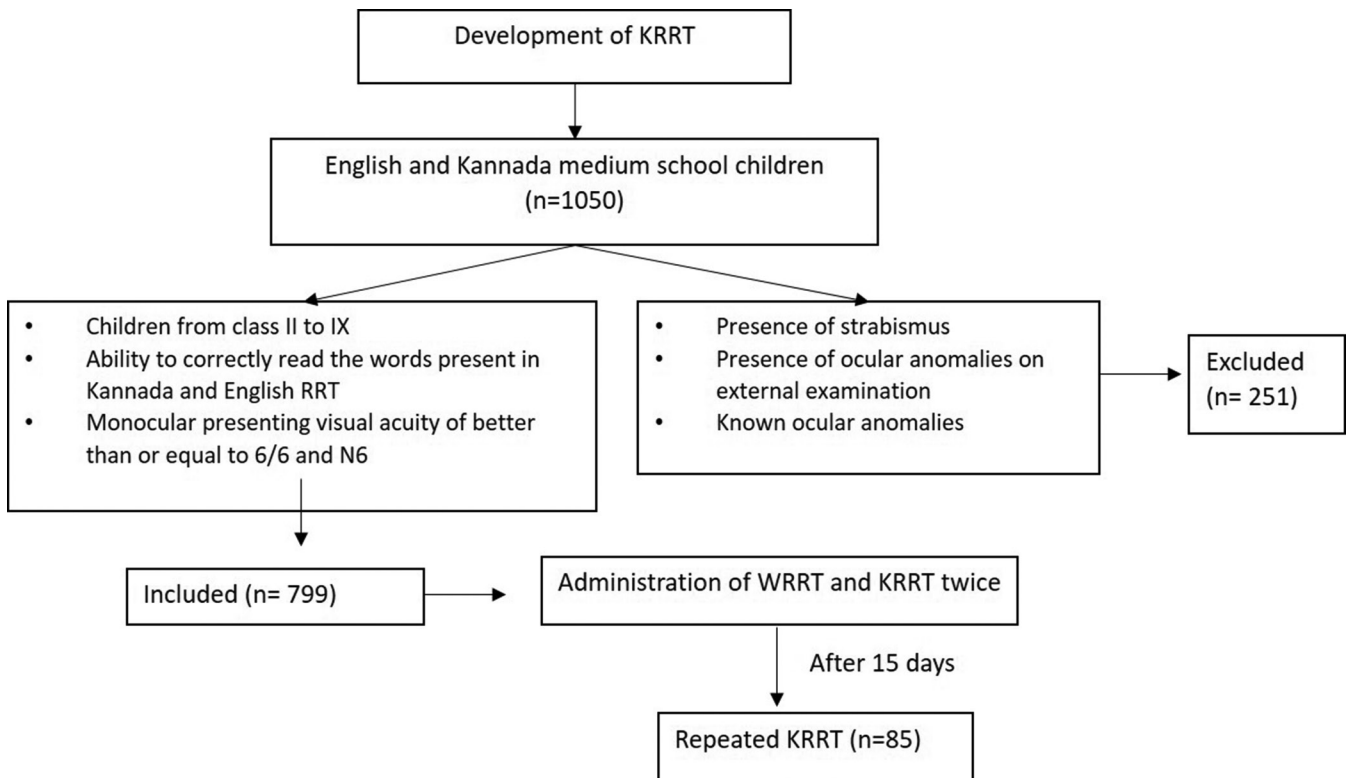 Development of KRRT
English and Kannada medium school children
(n=1050)
• Children from class II to IX
• Ability to correctly read the words present in
Kannada and English RRT
• Monocular presenting visual acuity of better
than or equal to 6/6 and N6
• Presence of strabismus
• Presence of ocular anomalies on
external examination
• Known ocular anomalies
Excluded
(n= 251)
Included (n= 799)
Administration of WRRT and KRRT twice
After 15 days
Repeated KRRT (n=85)